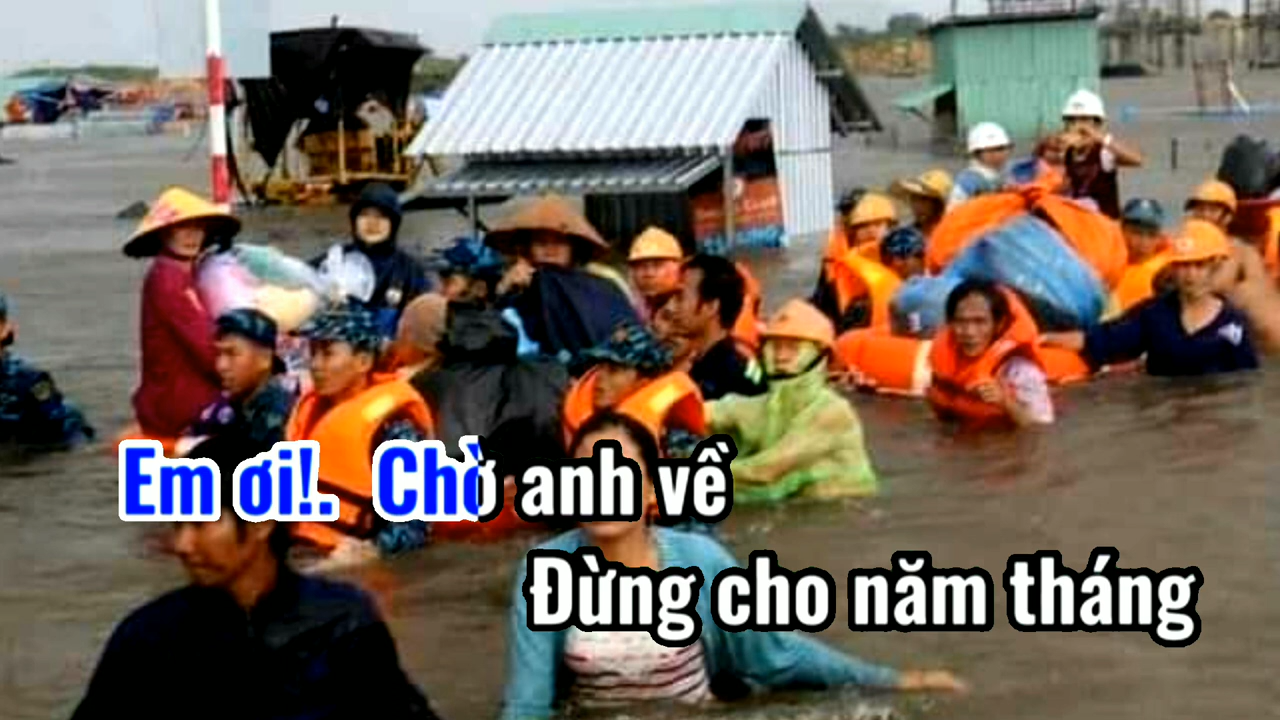 Em ơi!. Chờ anh về
Đừng cho năm tháng